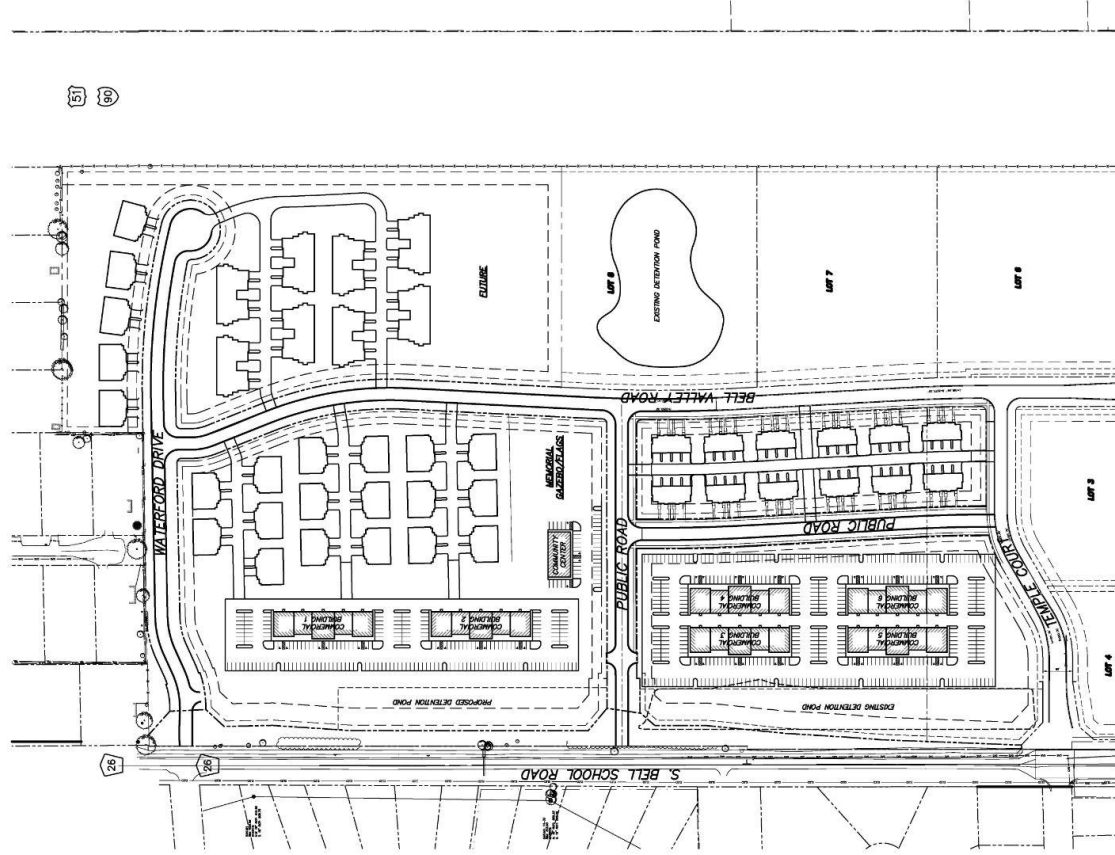 51
90
WATERFORD DRIVE
FUTURE
LOT 8
EXISTING DETENTION POND
LOT 7
LOT 6
BELL VALLEY ROAD
MEMORIAL
GAZEBO/FLAGS
COMMUNITY
CENTER
PUBLIC ROAD
PUBLIC ROAD
TEMPLE COURT
LOT 3
LOT 4
COMMERCIAL
BUILDING 1
COMMERCIAL
BUILDING 2
COMMERCIAL
BUILDING 4
COMMERCIAL
BUILDING 6
COMMERCIAL
BUILDING 3
COMMERCIAL
BUILDING 5
PROPOSED DETENTION POND
EXISTING DETENTION POND
26
26
S. BELL SCHOOL ROAD